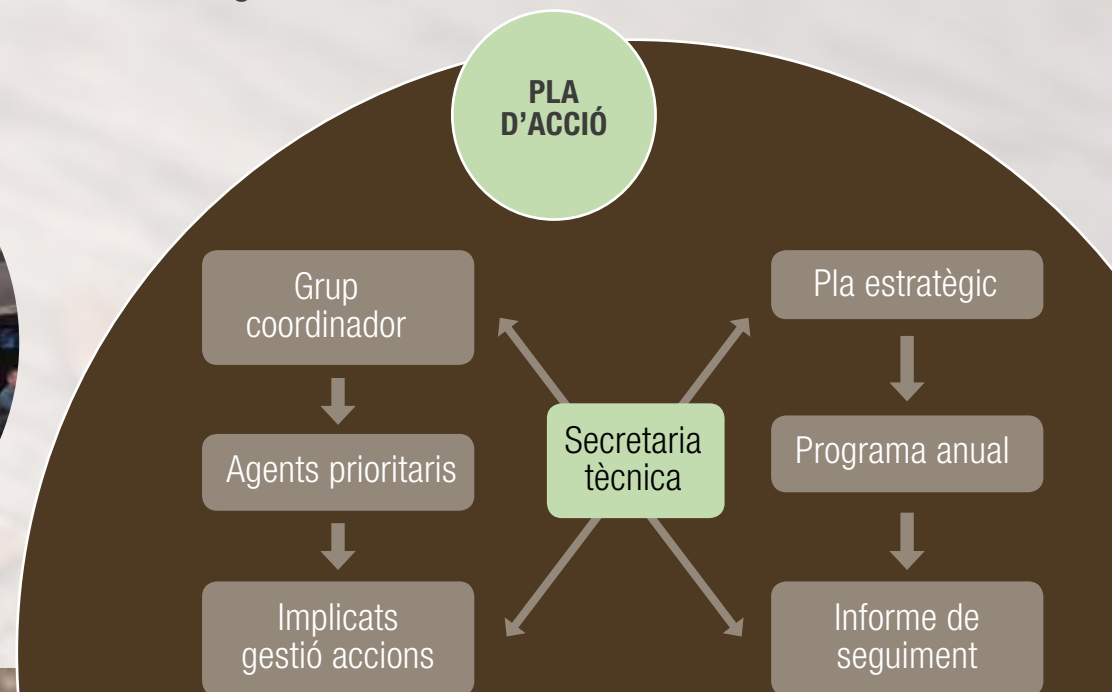 PLA
D’ACCIÓ
Grup
coordinador
Agents prioritaris
Implicats
gestió accions
Secretaria
tècnica
Pla estratègic
Programa anual
Informe de
seguiment